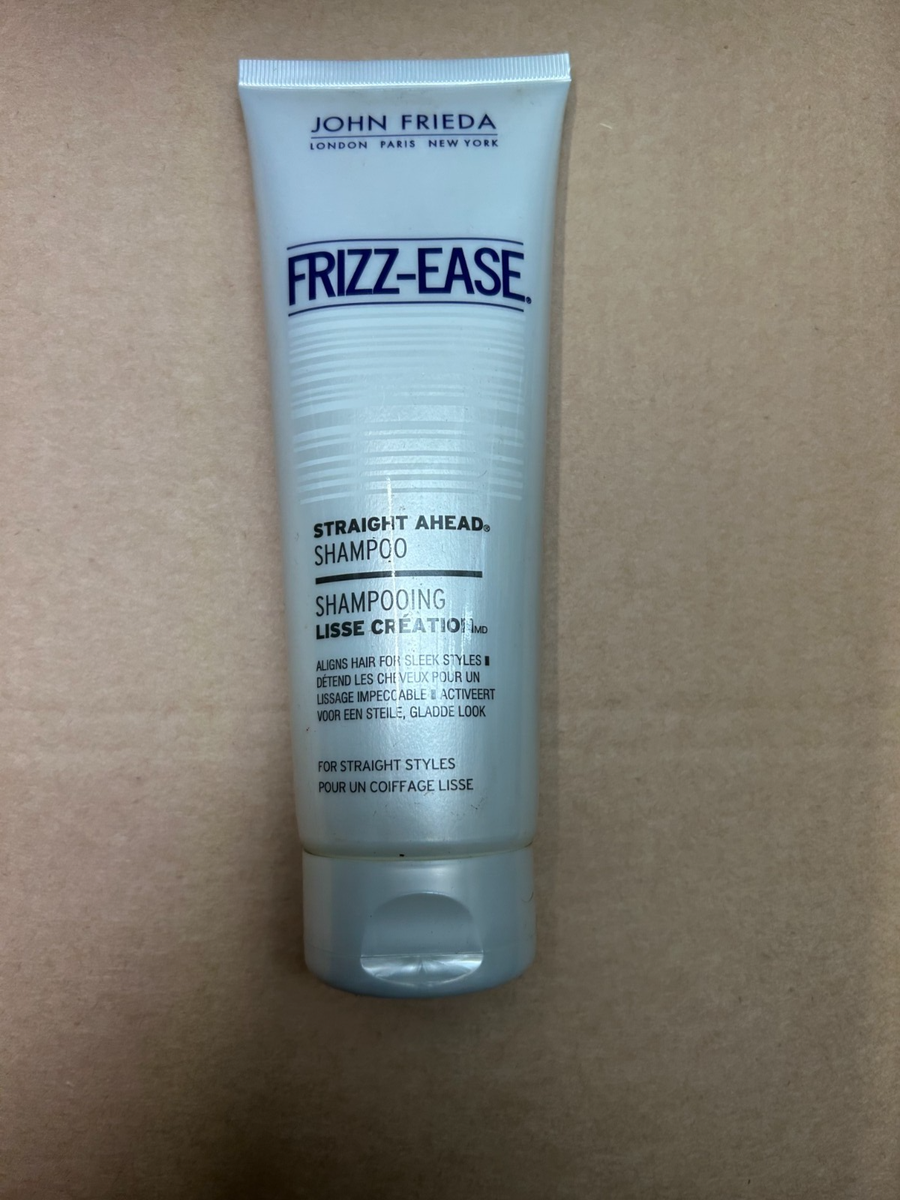 JOHN FRIEDA
LONDON PARIS NEW YORK
FRIZZ-EASE®
STRAIGHT AHEAD®
SHAMPOO
SHAMPOOING
LISSE CRÉATION MD
ALIGNS HAIR FOR SLEEK STYLES ▮
DÉTEND LES CHEVEUX POUR UN
LISSAGE IMPECCABLE ▮ ACTIVEERT
VOOR EEN STEILE, GLADDE LOOK
FOR STRAIGHT STYLES
POUR UN COIFFAGE LISSE